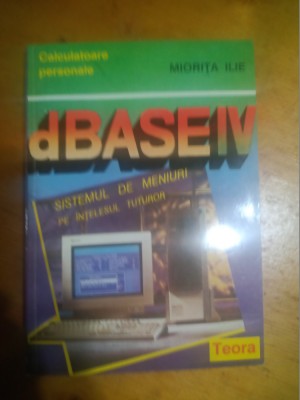 Calculatoare
personale
MIORIȚA ILIE
dBASE IV
SISTEMUL DE MENIURI
PE ÎNȚELESUL TUTUROR
Teora